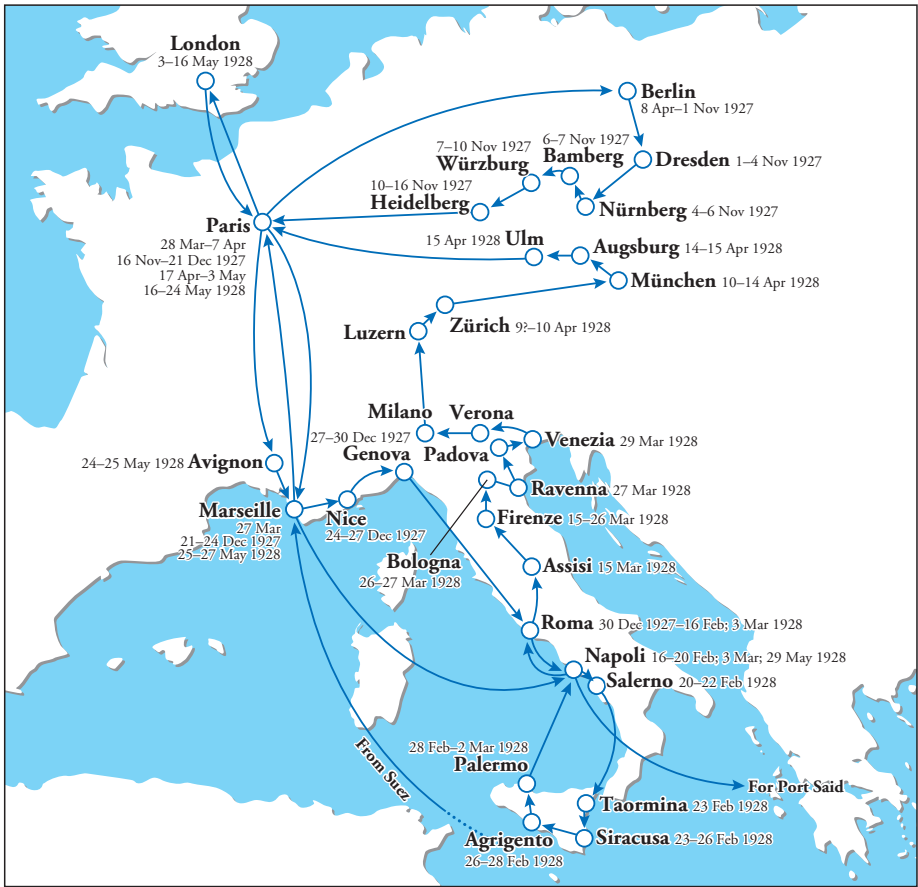 London
3–16 May 1928
Berlin
8 Apr–1 Nov 1927
6–7 Nov 1927
Bamberg
7–10 Nov 1927
Würzburg
Dresden 1–4 Nov 1927
10–16 Nov 1927
Heidelberg
Nürnberg 4–6 Nov 1927
Paris
28 Mar–7 Apr
16 Nov–21 Dec 1927
17 Apr–3 May
16–24 May 1928
15 Apr 1928 Ulm
Augsburg 14–15 Apr 1928
München 10–14 Apr 1928
Luzern
Zürich 9?–10 Apr 1928
Milano
Verona
27–30 Dec 1927
Genova
Padova
Venezia 29 Mar 1928
24–25 May 1928 Avignon
Ravenna 27 Mar 1928
Marseille
27 Mar
21–24 Dec 1927
25–27 May 1928
Nice
24–27 Dec 1927
Firenze 15–26 Mar 1928
Bologna
26–27 Mar 1928
Assisi 15 Mar 1928
Roma 30 Dec 1927–16 Feb; 3 Mar 1928
Napoli 16–20 Feb; 3 Mar; 29 May 1928
Salerno 20–22 Feb 1928
From Suez
28 Feb–2 Mar 1928
Palermo
For Port Saïd
Taormina 23 Feb 1928
Agrigento
26–28 Feb 1928
Siracusa 23–26 Feb 1928